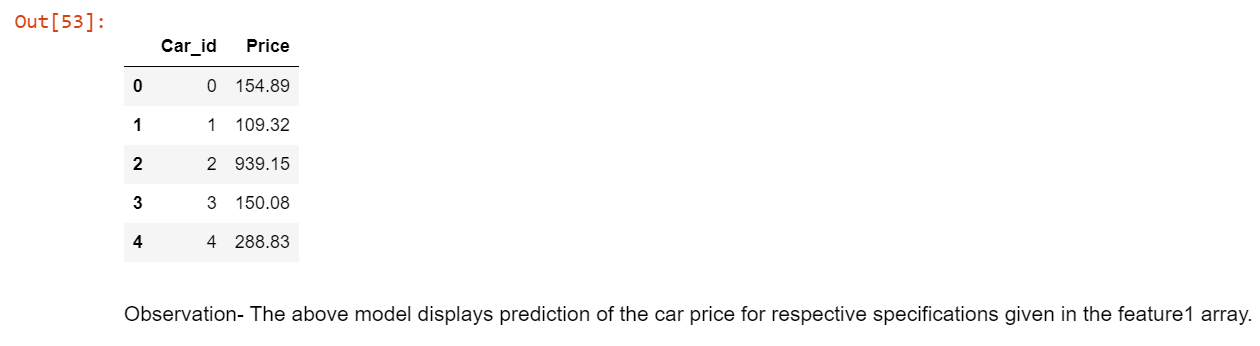 Out[53]:
Car_id Price
0 0 154.89
1 1 109.32
2 2 939.15
3 3 150.08
4 4 288.83
Observation- The above model displays prediction of the car price for respective specifications given in the feature1 array.